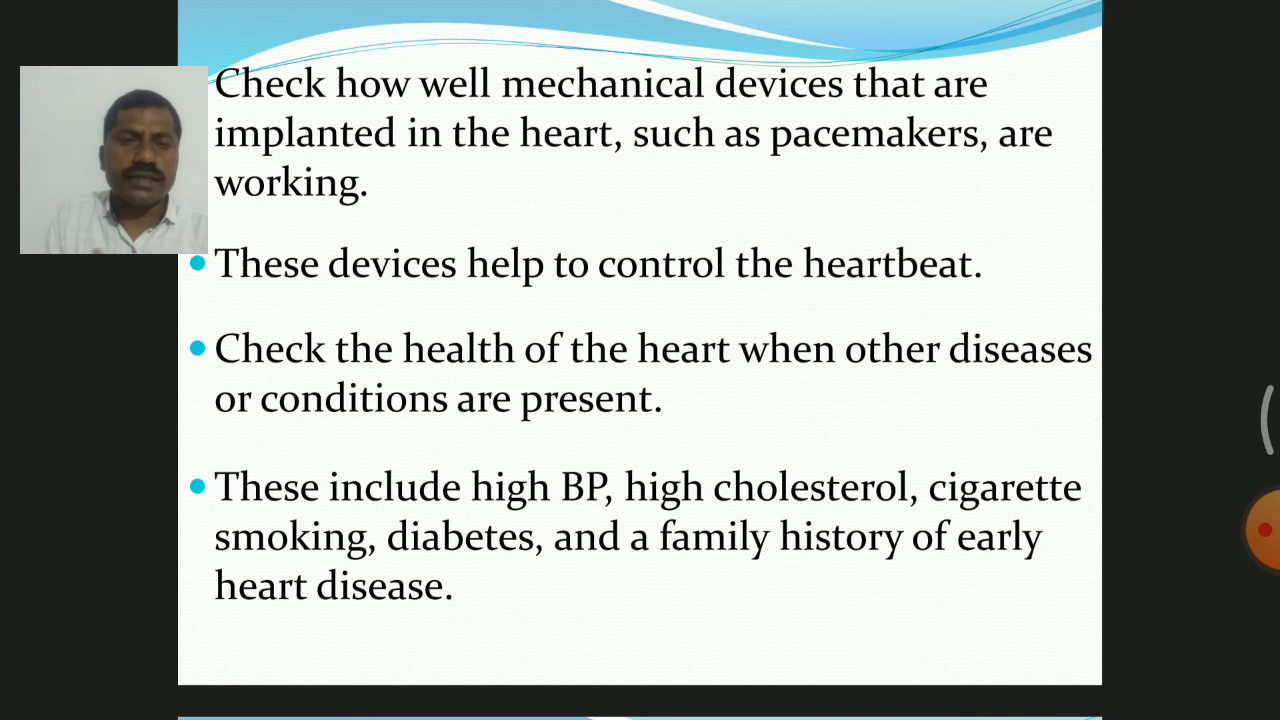 Check how well mechanical devices that are
implanted in the heart, such as pacemakers, are
working.
These devices help to control the heartbeat.
Check the health of the heart when other diseases
or conditions are present.
These include high BP, high cholesterol, cigarette
smoking, diabetes, and a family history of early
heart disease.